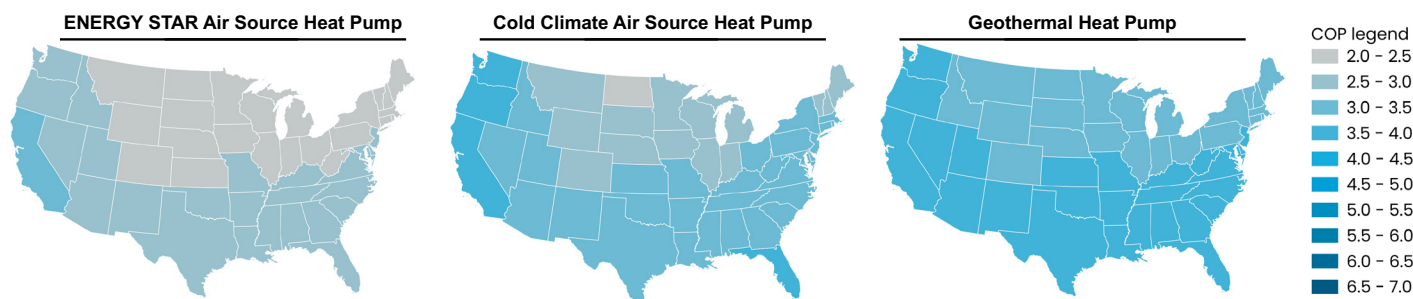 ENERGY STAR Air Source Heat Pump
Cold Climate Air Source Heat Pump
Geothermal Heat Pump
COP legend
2.0 - 2.5
2.5 - 3.0
3.0 - 3.5
3.5 - 4.0
4.0 - 4.5
4.5 - 5.0
5.0 - 5.5
5.5 - 6.0
6.0 - 6.5
6.5 - 7.0